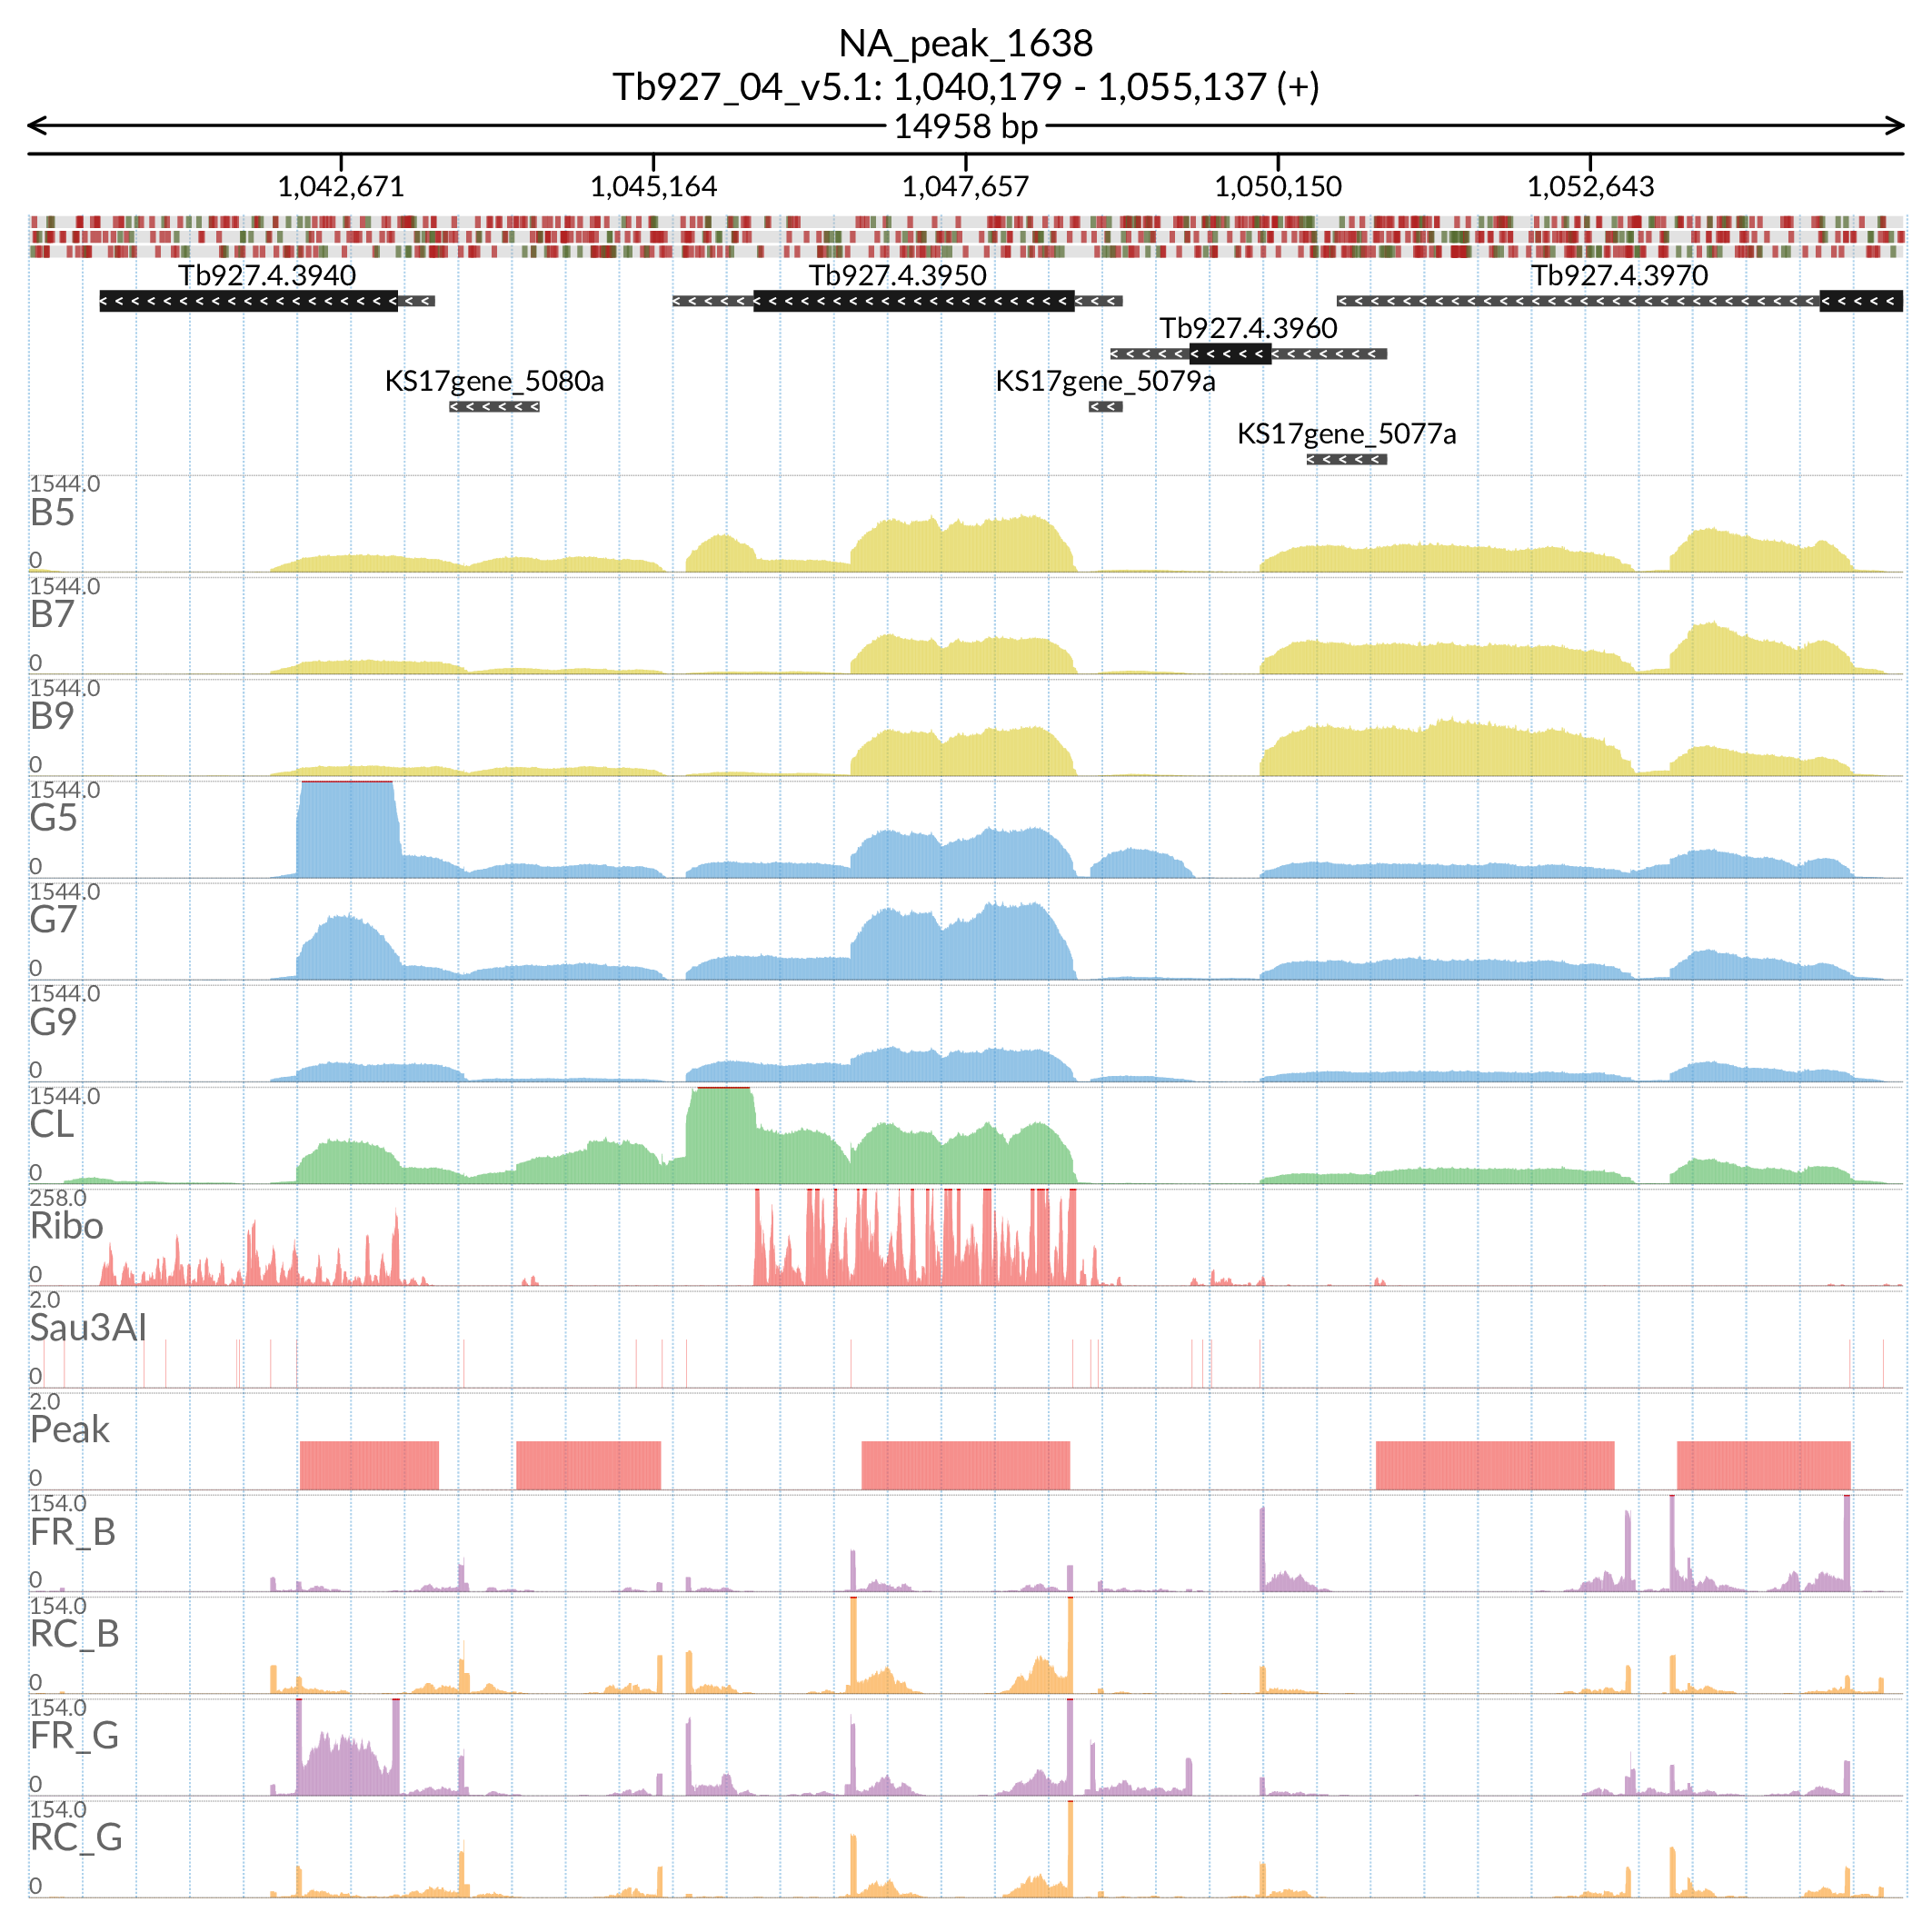 NA_peak_1638
Tb927_04_v5.1: 1,040,179 - 1,055,137 (+)
14958 bp
1,042,671 1,045,164 1,047,657 1,050,150 1,052,643
Tb927.4.3940 Tb927.4.3950 Tb927.4.3970
Tb927.4.3960
KS17gene_5080a KS17gene_5079a
KS17gene_5077a
1544.0
B5
0
1544.0
B7
0
1544.0
B9
0
1544.0
G5
0
1544.0
G7
0
1544.0
G9
0
1544.0
CL
0
258.0
Ribo
0
2.0
Sau3AI
0
2.0
Peak
0
154.0
FR_B
0
154.0
RC_B
0
154.0
FR_G
0
154.0
RC_G
0